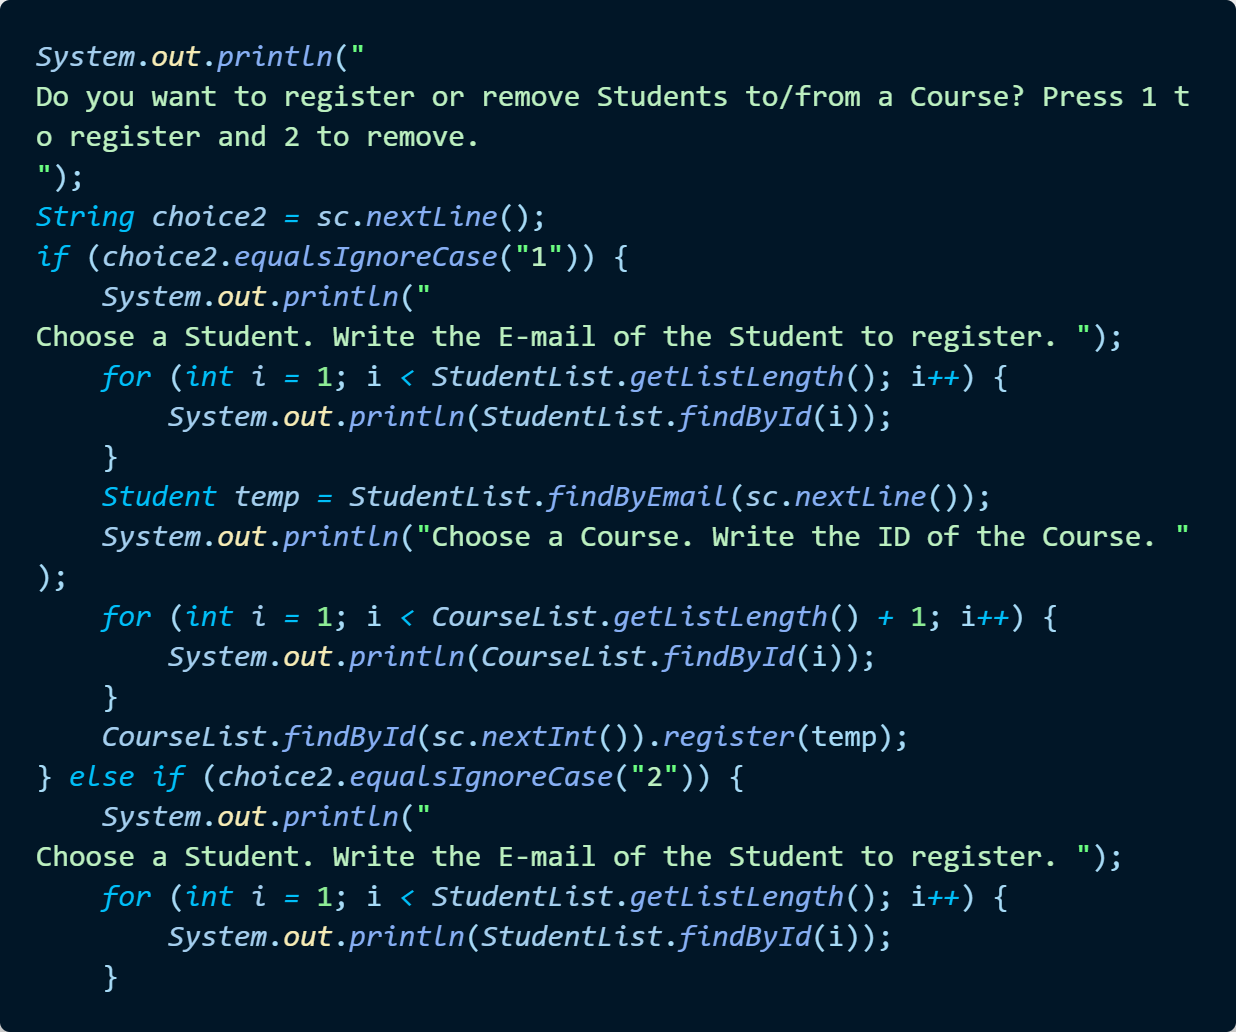 System.out.println("
Do you want to register or remove Students to/from a Course? Press 1 t
o register and 2 to remove.
");
String choice2 = sc.nextLine();
if (choice2.equalsIgnoreCase("1")) {
    System.out.println("
Choose a Student. Write the E-mail of the Student to register. ");
    for (int i = 1; i < StudentList.getListLength(); i++) {
        System.out.println(StudentList.findById(i));
    }
    Student temp = StudentList.findByEmail(sc.nextLine());
    System.out.println("Choose a Course. Write the ID of the Course. "
);
    for (int i = 1; i < CourseList.getListLength() + 1; i++) {
        System.out.println(CourseList.findById(i));
    }
    CourseList.findById(sc.nextInt()).register(temp);
} else if (choice2.equalsIgnoreCase("2")) {
    System.out.println("
Choose a Student. Write the E-mail of the Student to register. ");
    for (int i = 1; i < StudentList.getListLength(); i++) {
        System.out.println(StudentList.findById(i));
    }